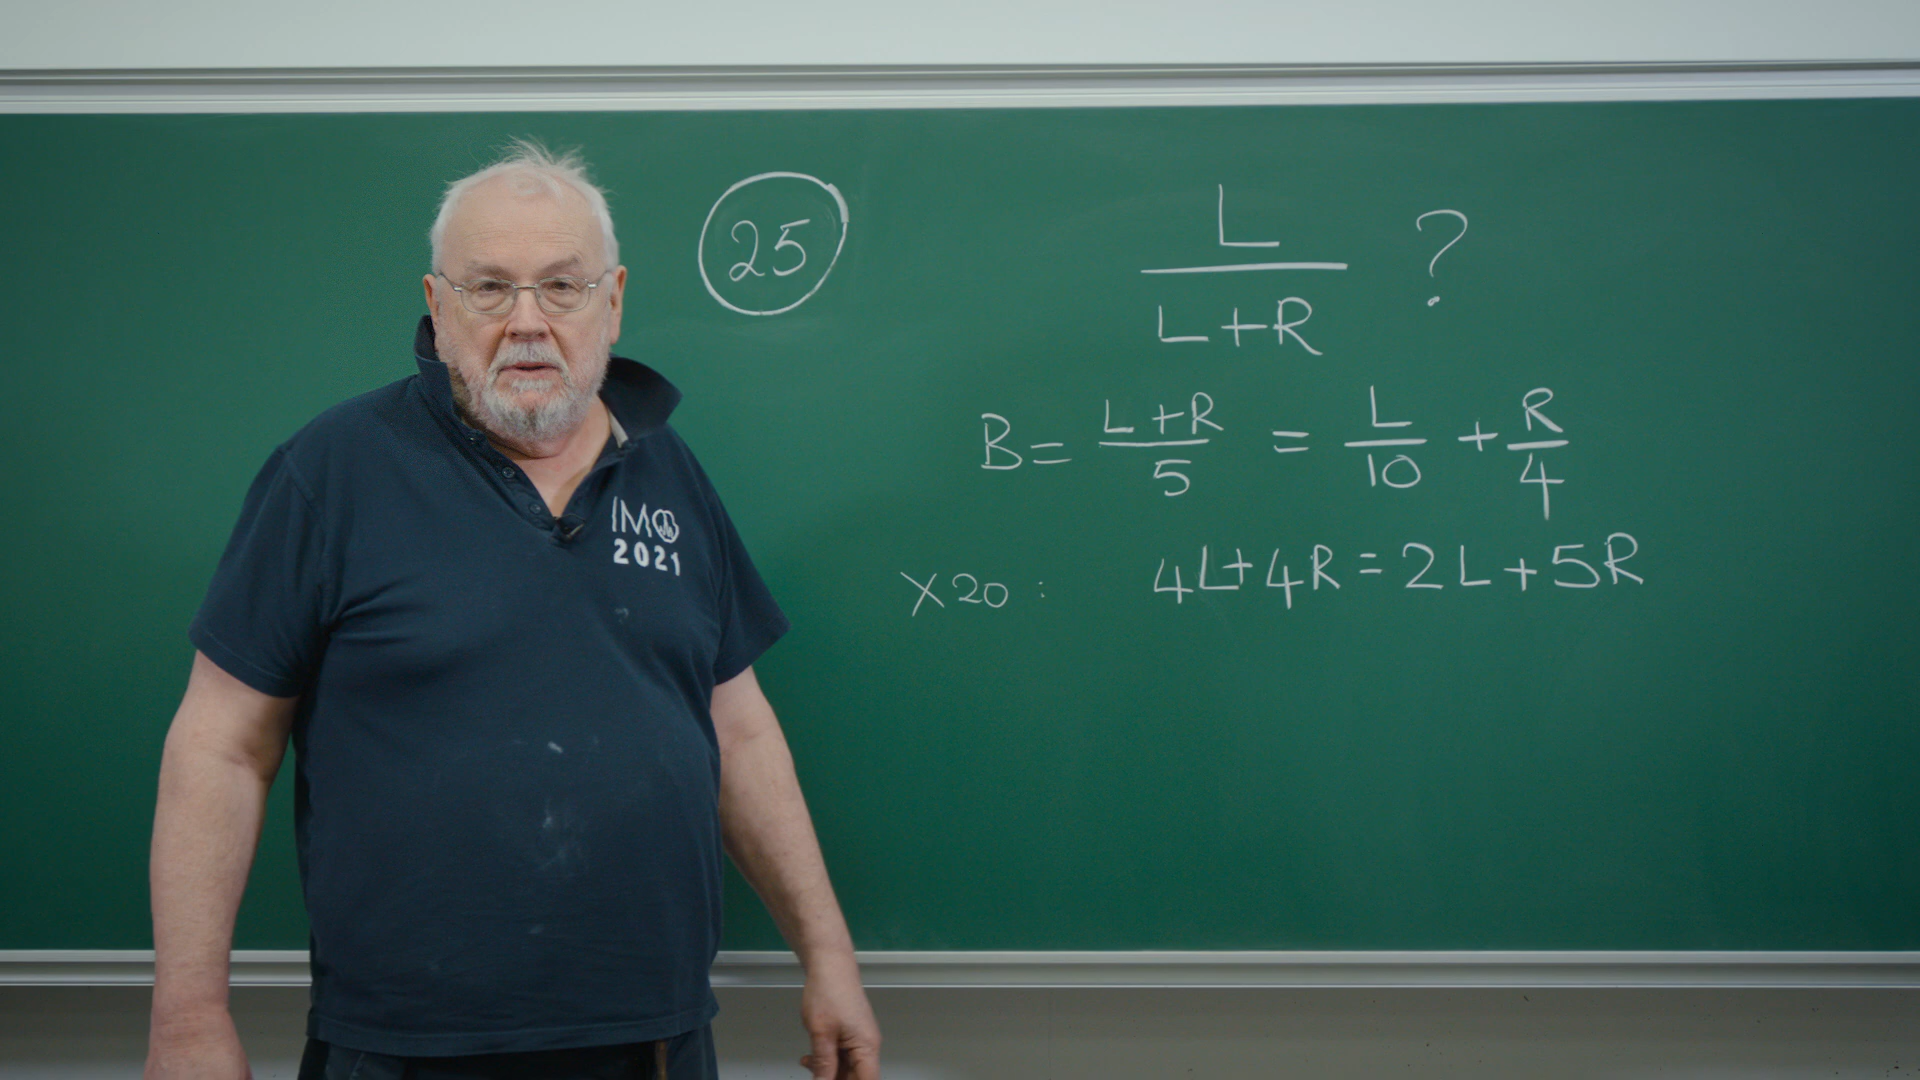 25
L / L+R ?
B = L+R / 5 = L / 10 + R / 4
X20 : 4L+4R = 2L+5R
IMO
2021